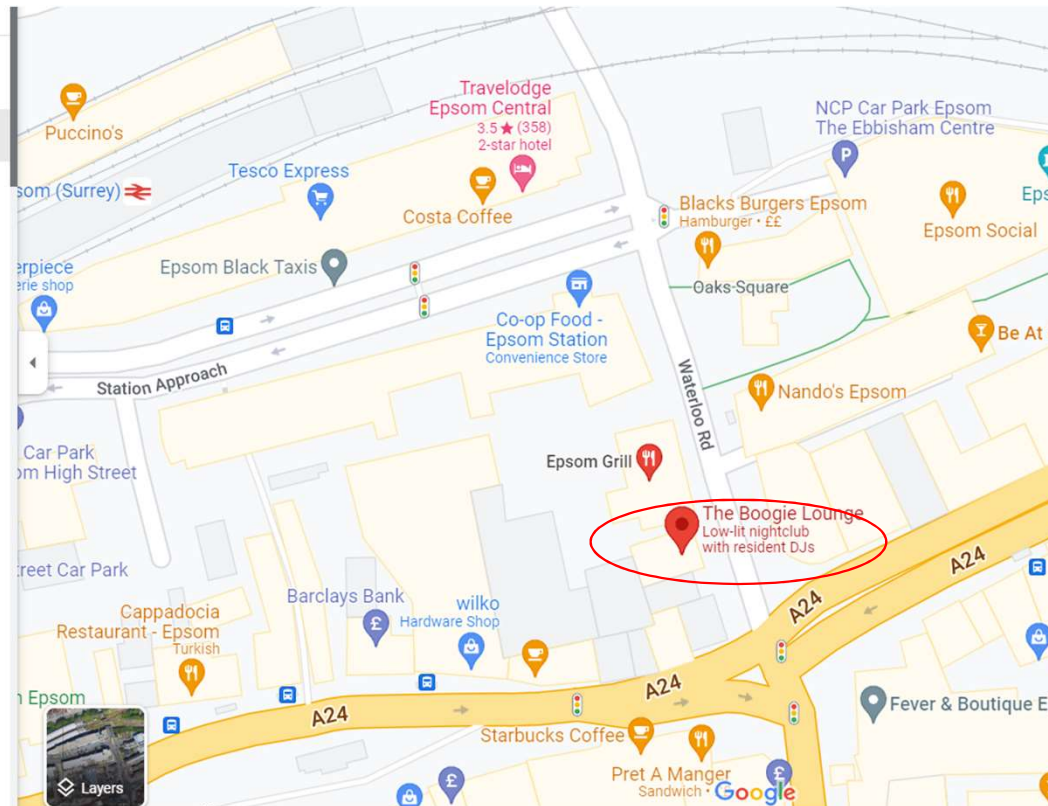 Travelodge
Epsom Central
3.5 ★ (358)
2-star hotel
NCP Car Park Epsom
The Ebbisham Centre
P
Puccino's
som (Surrey)
Tesco Express
Costa Coffee
Blacks Burgers Epsom
Hamburger • ££
Eps
Epsom Social
erpiece
erie shop
Epsom Black Taxis
Oaks Square
Co-op Food -
Epsom Station
Convenience Store
Be At
Station Approach
Waterloo Rd
Nando's Epsom
Car Park
om High Street
Epsom Grill
The Boogie Lounge
Low-lit nightclub
with resident DJs
treet Car Park
A24
Barclays Bank
£
wilko
Hardware Shop
A24
Cappadocia
Restaurant - Epsom
Turkish
n Epsom
A24
A24
Fever & Boutique E
Starbucks Coffee
Pret A Manger
Sandwich •
£
£
Google
Layers